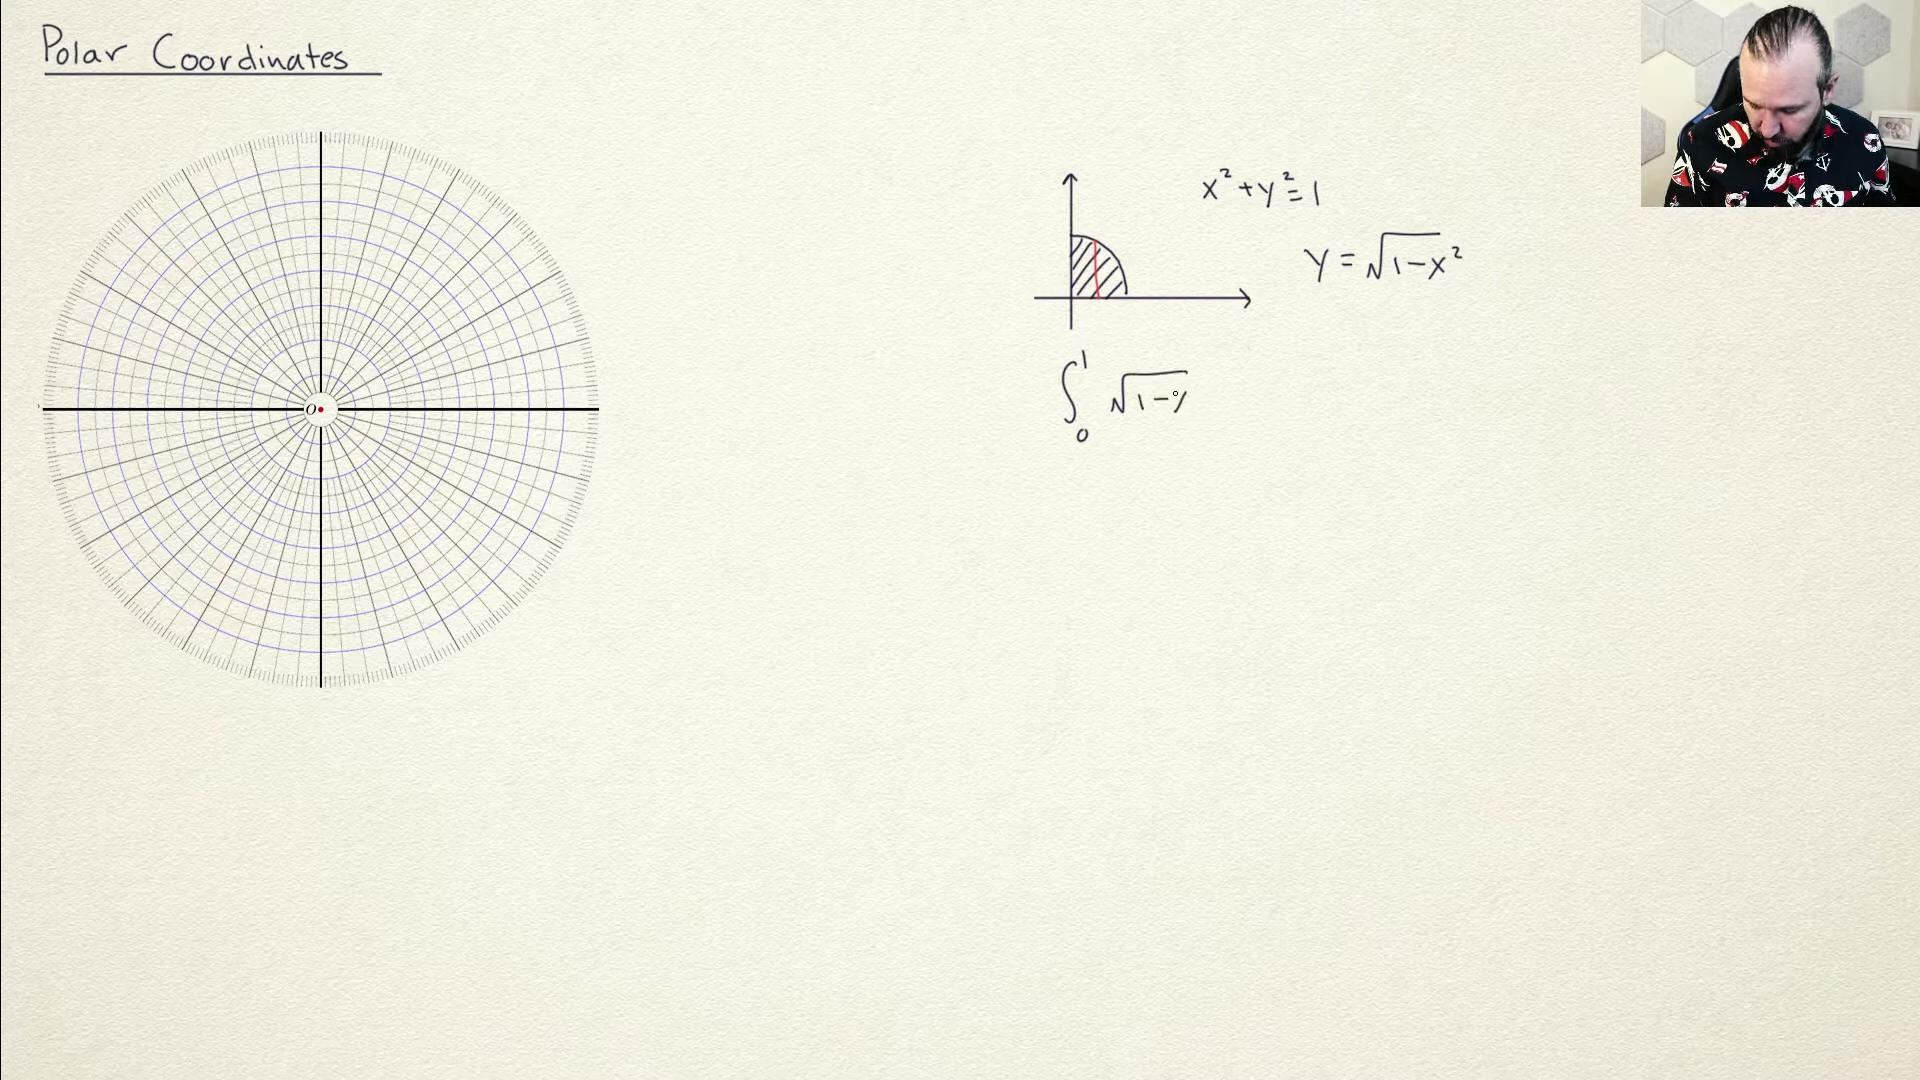 Polar Coordinates
O
x² + y² = 1
y = √1-x²
∫₀¹ √1-